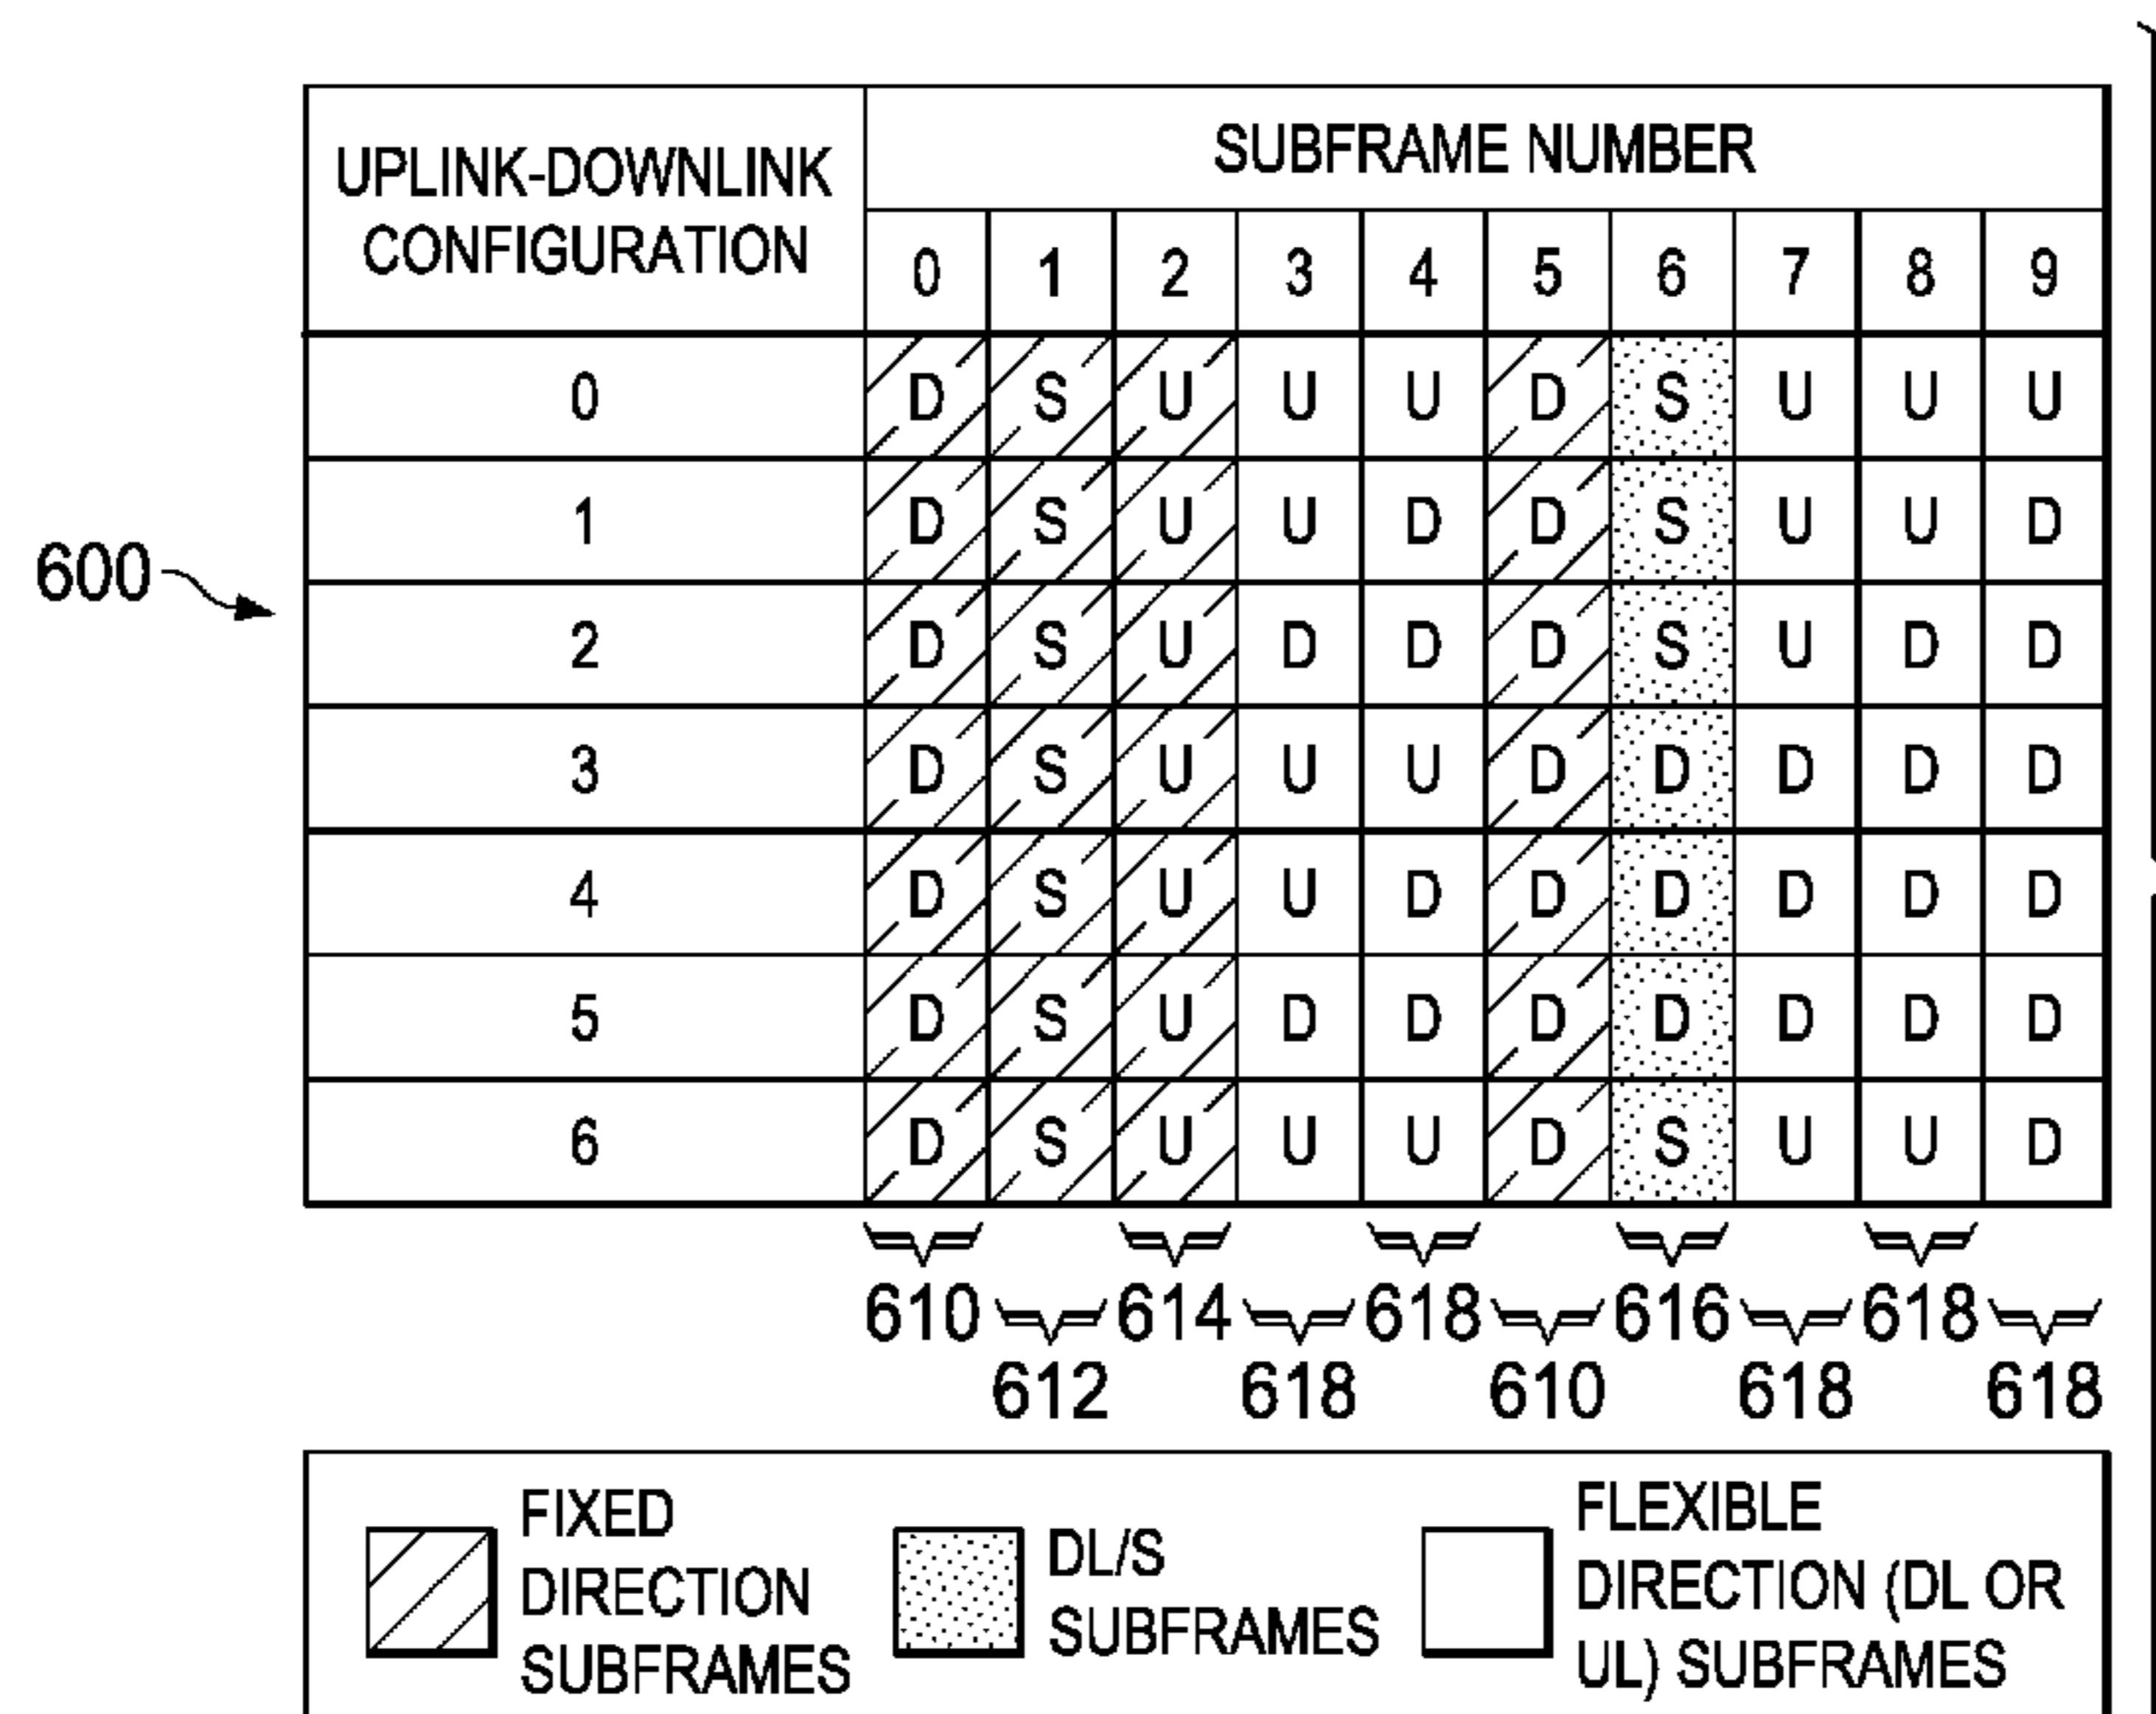 UPLINK-DOWNLINK CONFIGURATION SUBFRAME NUMBER
0 1 2 3 4 5 6 7 8 9
0 D S U U U D S U U U
1 D S U U D D S U U D
2 D S U D D D S U D D
3 D S U U U D D D D D
4 D S U U D D D D D D
5 D S U D D D D D D D
6 D S U U U D S U U D
600
610 614 618 616 618
612 618 610 618 618
FIXED
DIRECTION
SUBFRAMES
DL/S
SUBFRAMES
FLEXIBLE
DIRECTION (DL OR
UL) SUBFRAMES